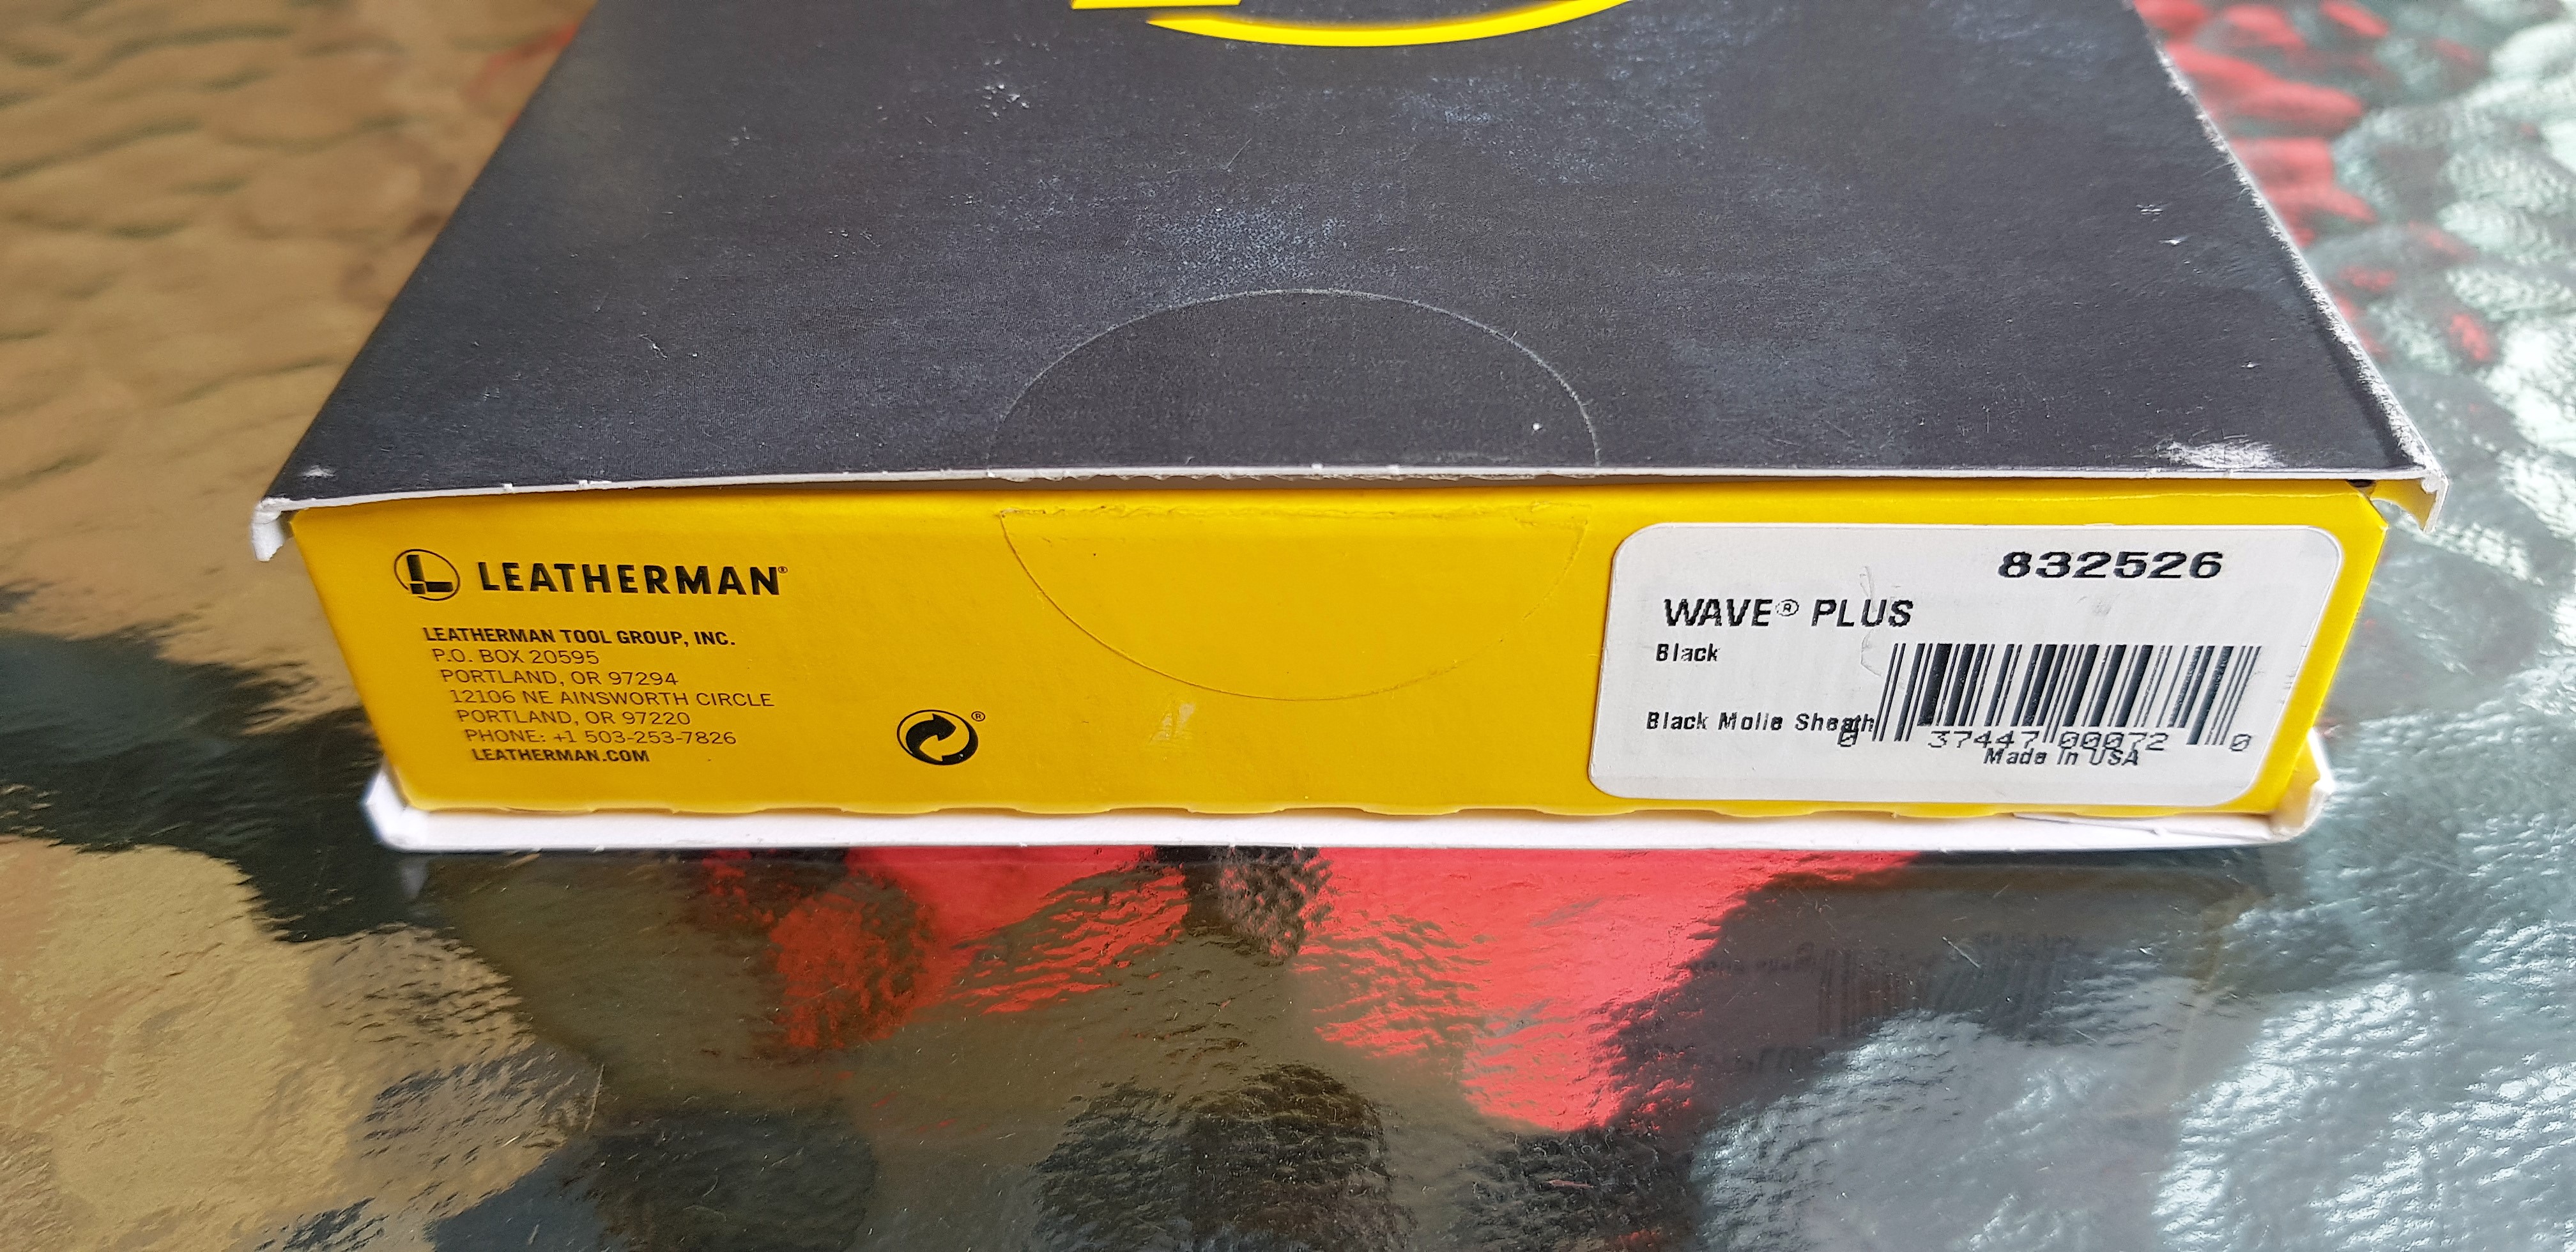 LEATHERMAN®
LEATHERMAN TOOL GROUP, INC.
P.O. BOX 20595
PORTLAND, OR 97294
12106 NE AINSWORTH CIRCLE
PORTLAND, OR 97220
PHONE: +1 503-253-7826
LEATHERMAN.COM
®
832526
WAVE® PLUS
Black
Black Molle Sheath
0 37447 00072 0
Made in USA